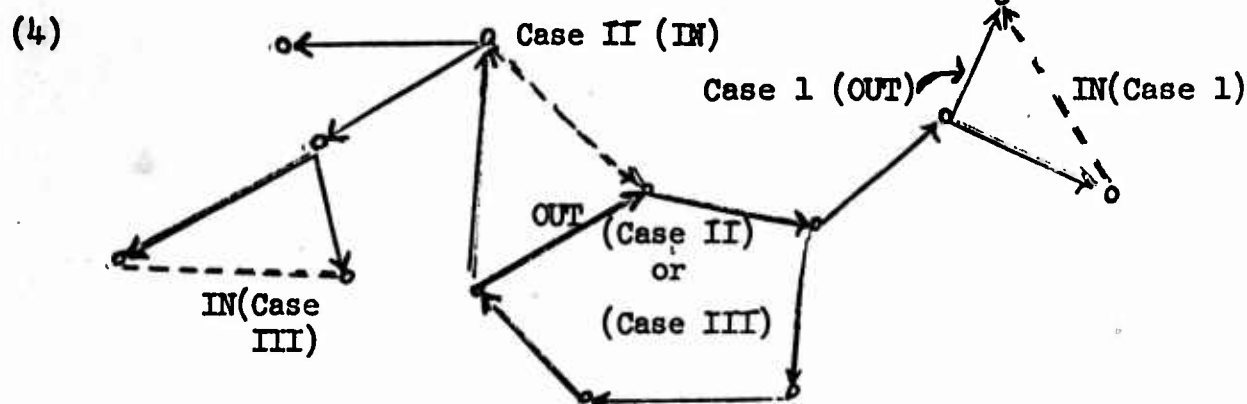 (4)
Case II (IN)
Case 1 (OUT)
IN(Case 1)
OUT
(Case II)
or
(Case III)
IN(Case
III)